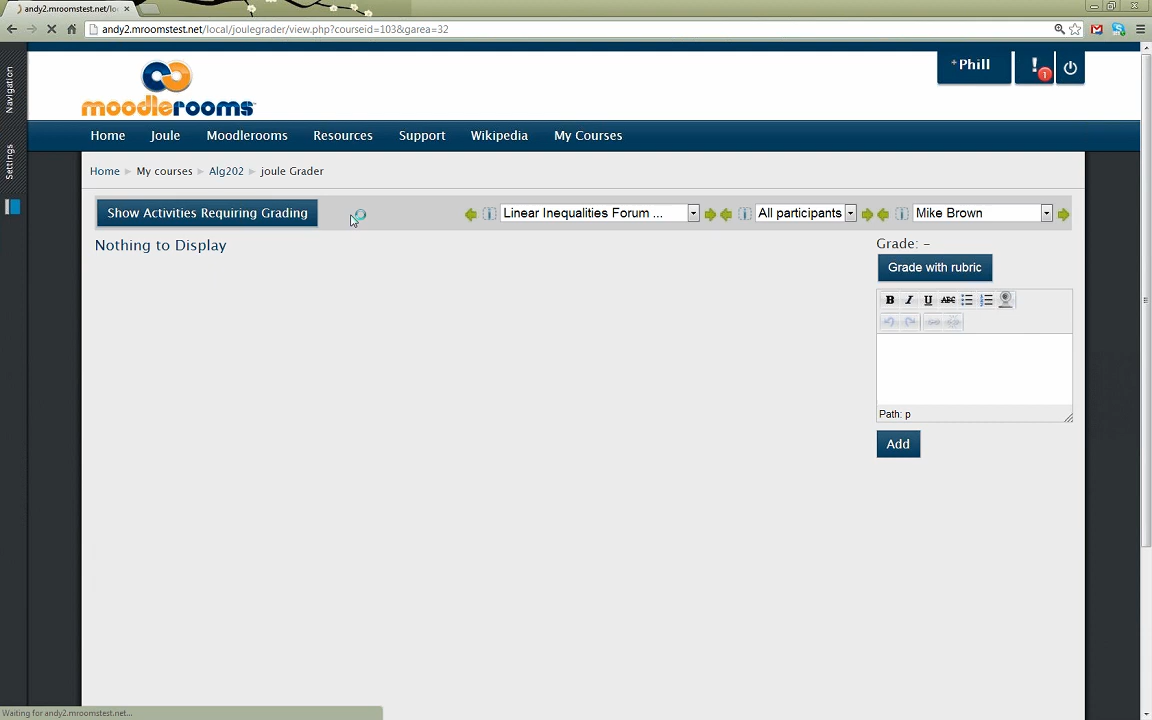 andy2.mroomstest.net/lo
andy2.mroomstest.net/local/joulegrader/view.php?courseid=103&garea=32
Navigation
Settings
moodlerooms
Phill
! 1
Home Joule Moodlerooms Resources Support Wikipedia My Courses
Home My courses Alg202 joule Grader
Show Activities Requiring Grading Linear Inequalities Forum ... All participants Mike Brown
Nothing to Display
Grade: -
Grade with rubric
B I U ABC
Path: p
Add
Waiting for andy2.mroomstest.net...